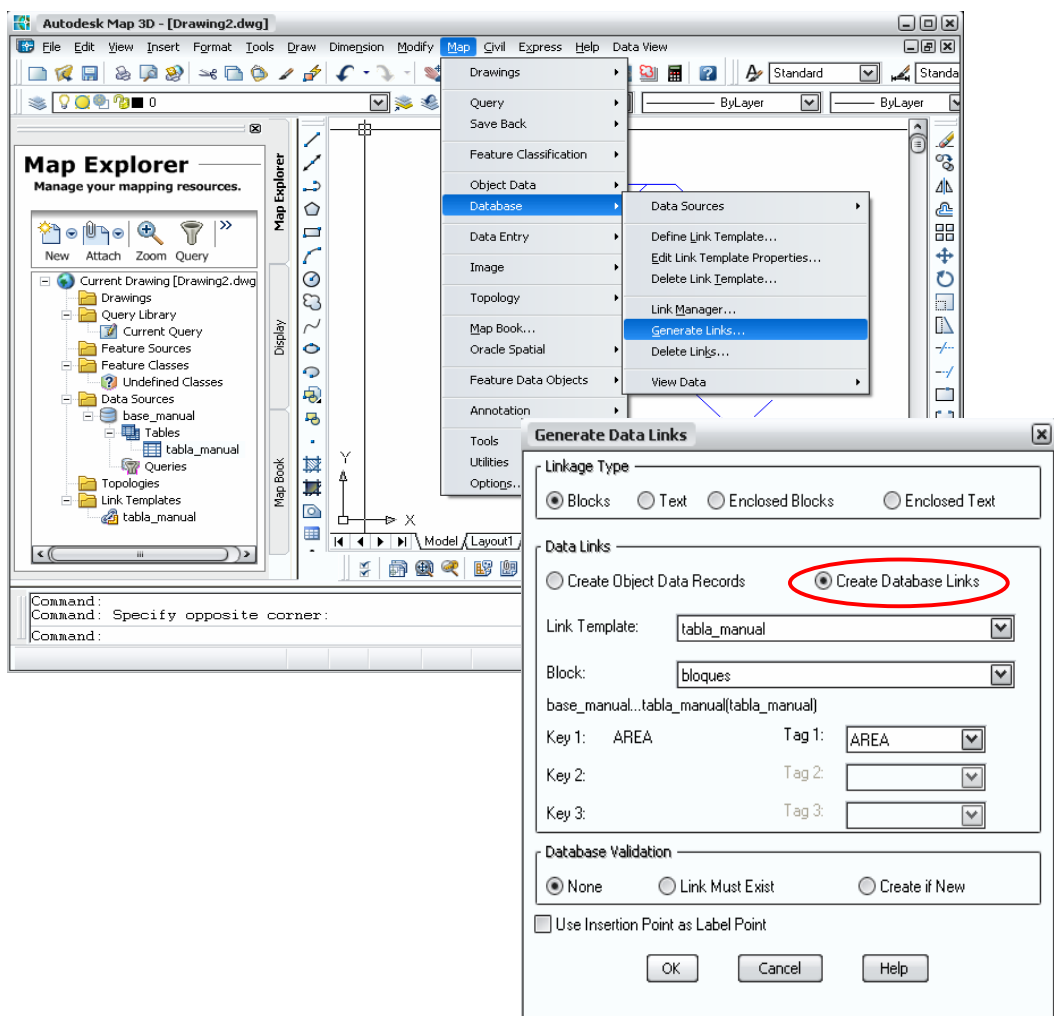 Autodesk Map 3D - [Drawing2.dwg]
File Edit View Insert Format Tools Draw Dimension Modify Map Civil Express Help Data View
Standard Standa
0 ByLayer ByLayer
Map Explorer
Manage your mapping resources.
New Attach Zoom Query
Current Drawing [Drawing2.dwg
Drawings
Query Library
Current Query
Feature Sources
Feature Classes
Undefined Classes
Data Sources
base_manual
Tables
tabla_manual
Queries
Topologies
Link Templates
tabla_manual
Map Explorer
Display
Map Book
Drawings
Query
Save Back
Feature Classification
Object Data
Database
Data Entry
Image
Topology
Map Book...
Oracle Spatial
Feature Data Objects
Annotation
Tools
Utilities
Options..
Data Sources
Define Link Template...
Edit Link Template Properties...
Delete Link Template...
Link Manager...
Generate Links...
Delete Links...
View Data
Y
X
Model Layout1
Command:
Command: Specify opposite corner:
Command:
Generate Data Links
Linkage Type
Blocks Text Enclosed Blocks Enclosed Text
Data Links
Create Object Data Records Create Database Links
Link Template: tabla_manual
Block: bloques
base_manual...tabla_manual(tabla_manual)
Key 1: AREA Tag 1: AREA
Key 2: Tag 2:
Key 3: Tag 3:
Database Validation
None Link Must Exist Create if New
Use Insertion Point as Label Point
OK Cancel Help